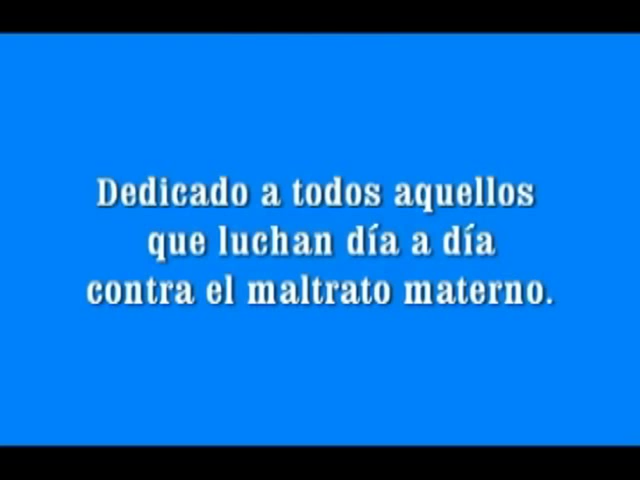 Dedicado a todos aquellos
que luchan día a día
contra el maltrato materno.